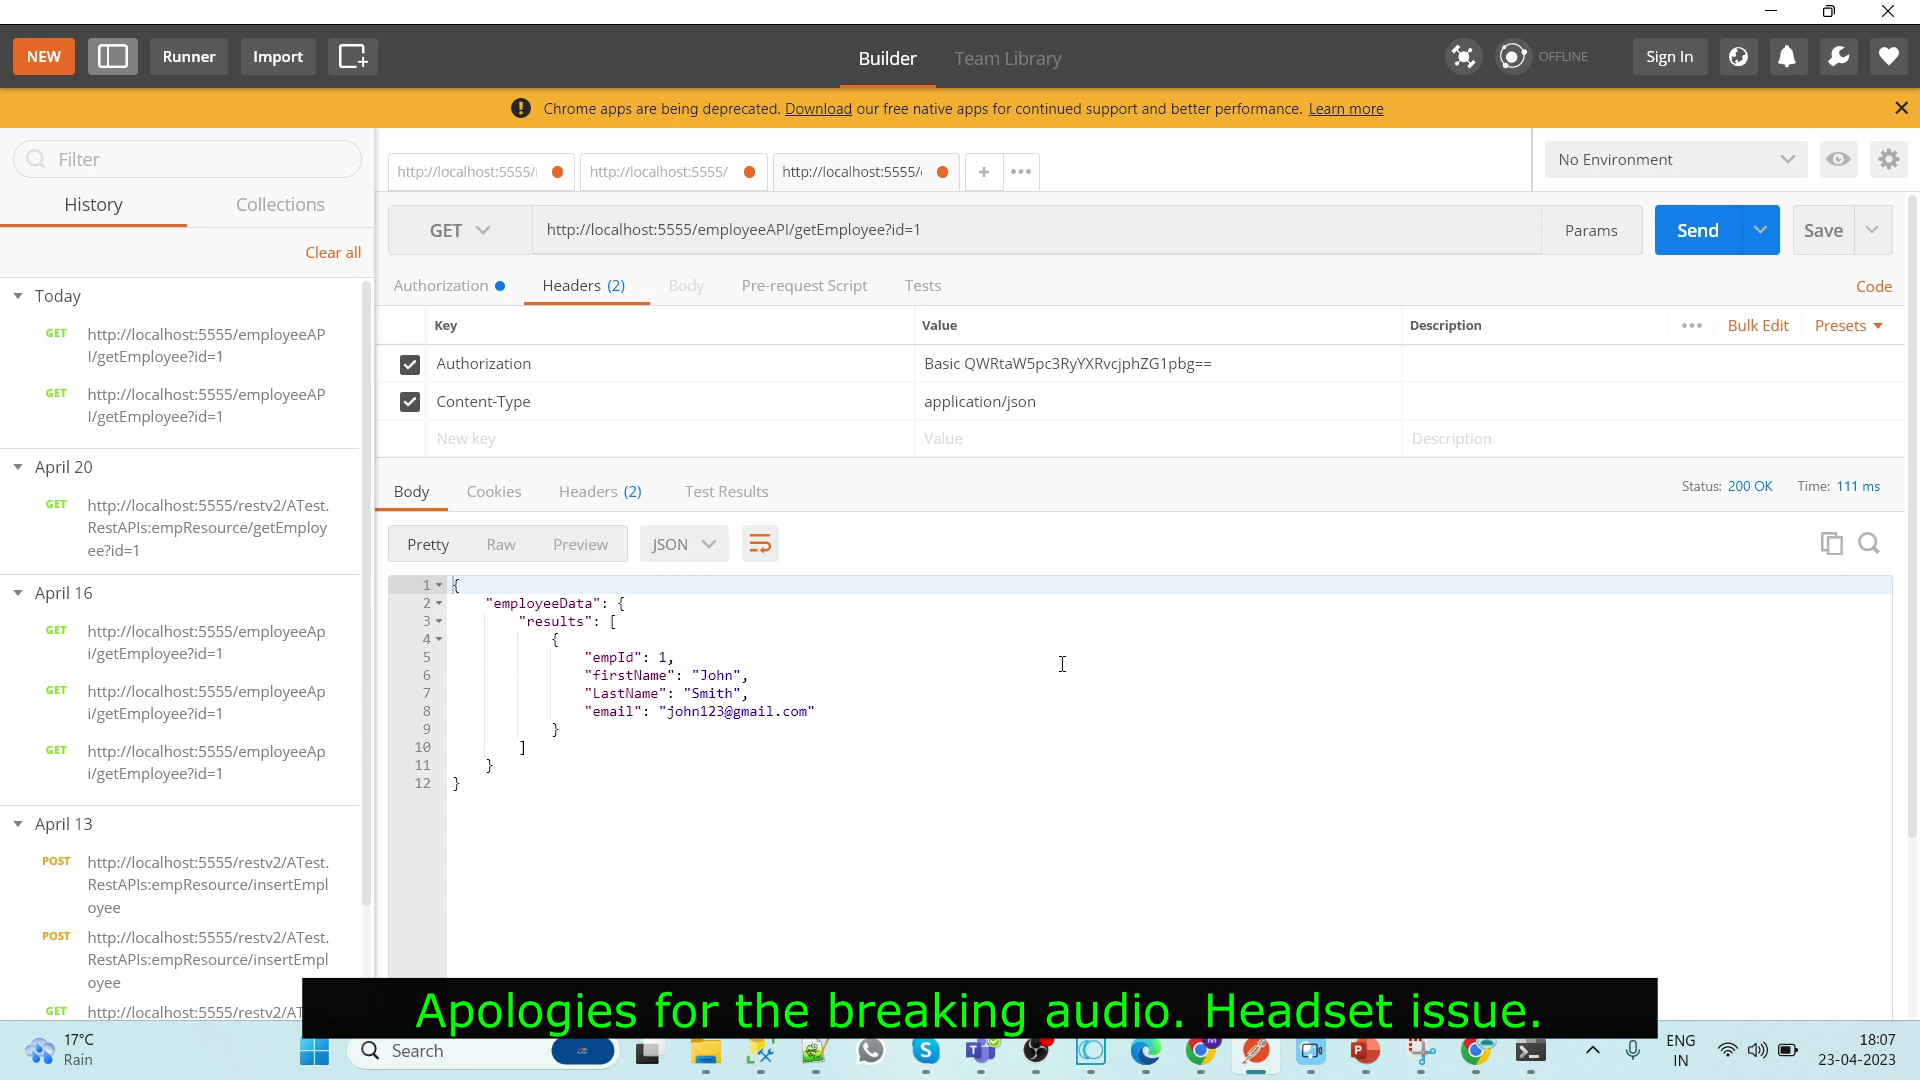 NEW
Runner
Import
Builder
Team Library
OFFLINE
Sign In
Chrome apps are being deprecated. Download our free native apps for continued support and better performance. Learn more
Filter
History
Collections
Clear all
Today
GET http://localhost:5555/employeeAP
I/getEmployee?id=1
GET http://localhost:5555/employeeAP
I/getEmployee?id=1
April 20
GET http://localhost:5555/restv2/ATest.
RestAPIs:empResource/getEmploy
ee?id=1
April 16
GET http://localhost:5555/employeeAp
i/getEmployee?id=1
GET http://localhost:5555/employeeAp
i/getEmployee?id=1
GET http://localhost:5555/employeeAp
i/getEmployee?id=1
April 13
POST http://localhost:5555/restv2/ATest.
RestAPIs:empResource/insertEmpl
oyee
POST http://localhost:5555/restv2/ATest.
RestAPIs:empResource/insertEmpl
oyee
GET http://localhost:5555/restv2/AT
http://localhost:5555/
http://localhost:5555/
http://localhost:5555/
No Environment
GET
http://localhost:5555/employeeAPI/getEmployee?id=1
Params
Send
Save
Authorization
Headers (2)
Body
Pre-request Script
Tests
Code
Key Value Description
Bulk Edit
Presets
Authorization Basic QWRtaW5pc3RyYXRvcjphZG1pbg==
Content-Type application/json
New key Value Description
Body
Cookies
Headers (2)
Test Results
Status: 200 OK
Time: 111 ms
Pretty
Raw
Preview
JSON
1 {
2 "employeeData": {
3 "results": [
4 {
5 "empId": 1,
6 "firstName": "John",
7 "LastName": "Smith",
8 "email": "john123@gmail.com"
9 }
10 ]
11 }
12 }
Apologies for the breaking audio. Headset issue.
17°C
Rain
Search
ENG
IN
18:07
23-04-2023